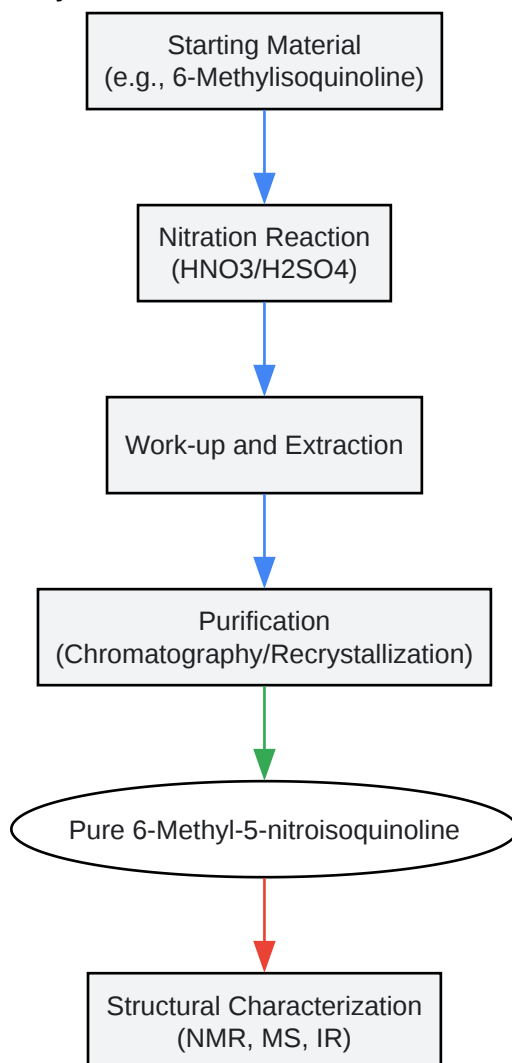 Starting Material
(e.g., 6-Methylisoquinoline)
Nitration Reaction
(HNO3/H2SO4)
Work-up and Extraction
Purification
(Chromatography/Recrystallization)
Pure 6-Methyl-5-nitroisoquinoline
Structural Characterization
(NMR, MS, IR)